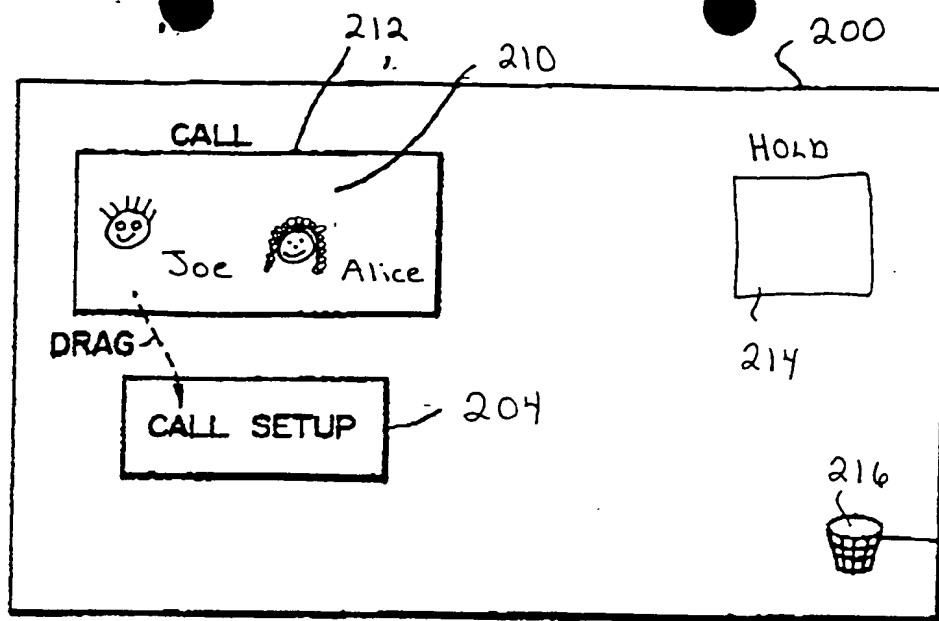 212
210
200
CALL
HOLD
Joe
Alice
DRAG
214
CALL SETUP
204
216